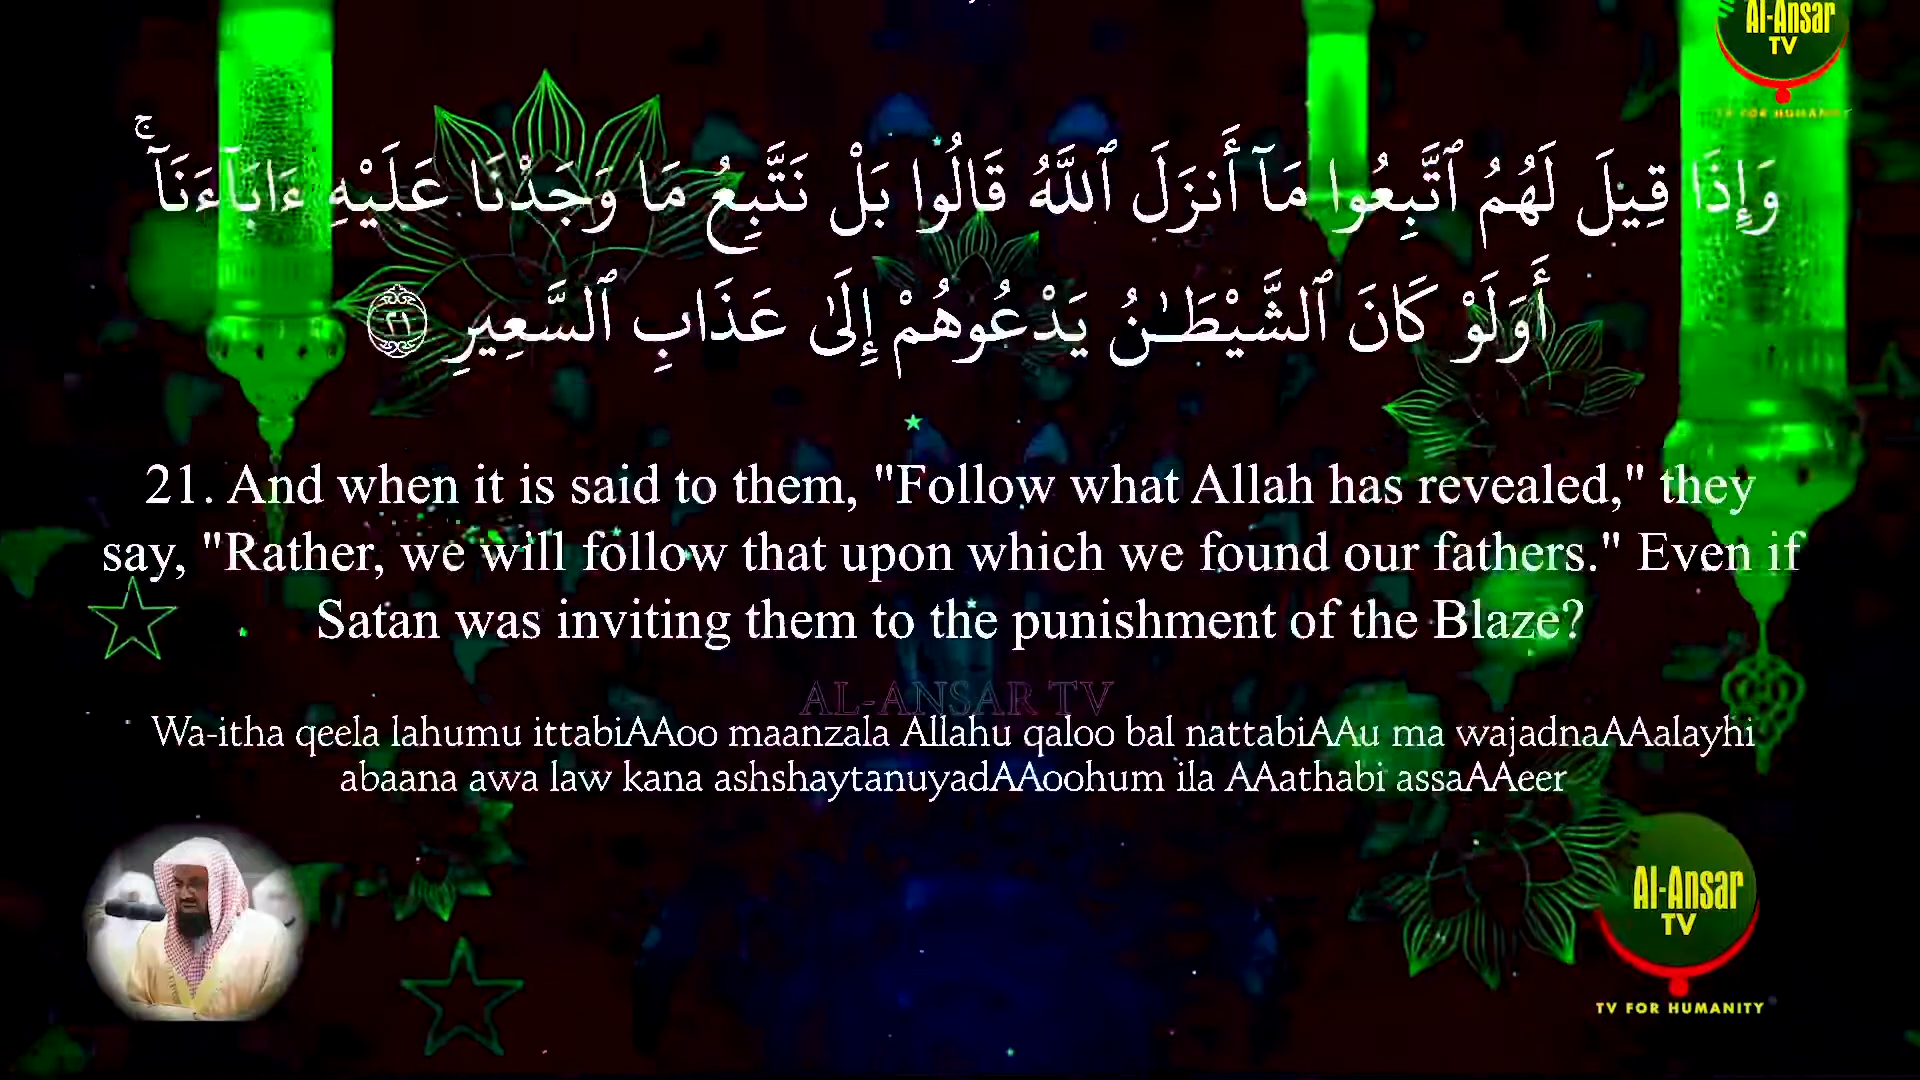 Al-Ansar
TV
TV FOR HUMANITY
وَإِذَا قِيلَ لَهُمُ ٱتَّبِعُوا مَآ أَنزَلَ ٱللَّهُ قَالُوا بَلْ نَتَّبِعُ مَا وَجَدْنَا عَلَيْهِ ءَابَآءَنَآ ۚ
أَوَلَوْ كَانَ ٱلشَّيْطَـٰنُ يَدْعُوهُمْ إِلَىٰ عَذَابِ ٱلسَّعِيرِ ٢١
21. And when it is said to them, "Follow what Allah has revealed," they
say, "Rather, we will follow that upon which we found our fathers." Even if
Satan was inviting them to the punishment of the Blaze?
AL-ANSAR TV
Wa-itha qeela lahumu ittabiAAoo maanzala Allahu qaloo bal nattabiAAu ma wajadnaAAalayhi
abaana awa law kana ashshaytanuyadAAoohum ila AAathabi assaAAeer
Al-Ansar
TV
TV FOR HUMANITY